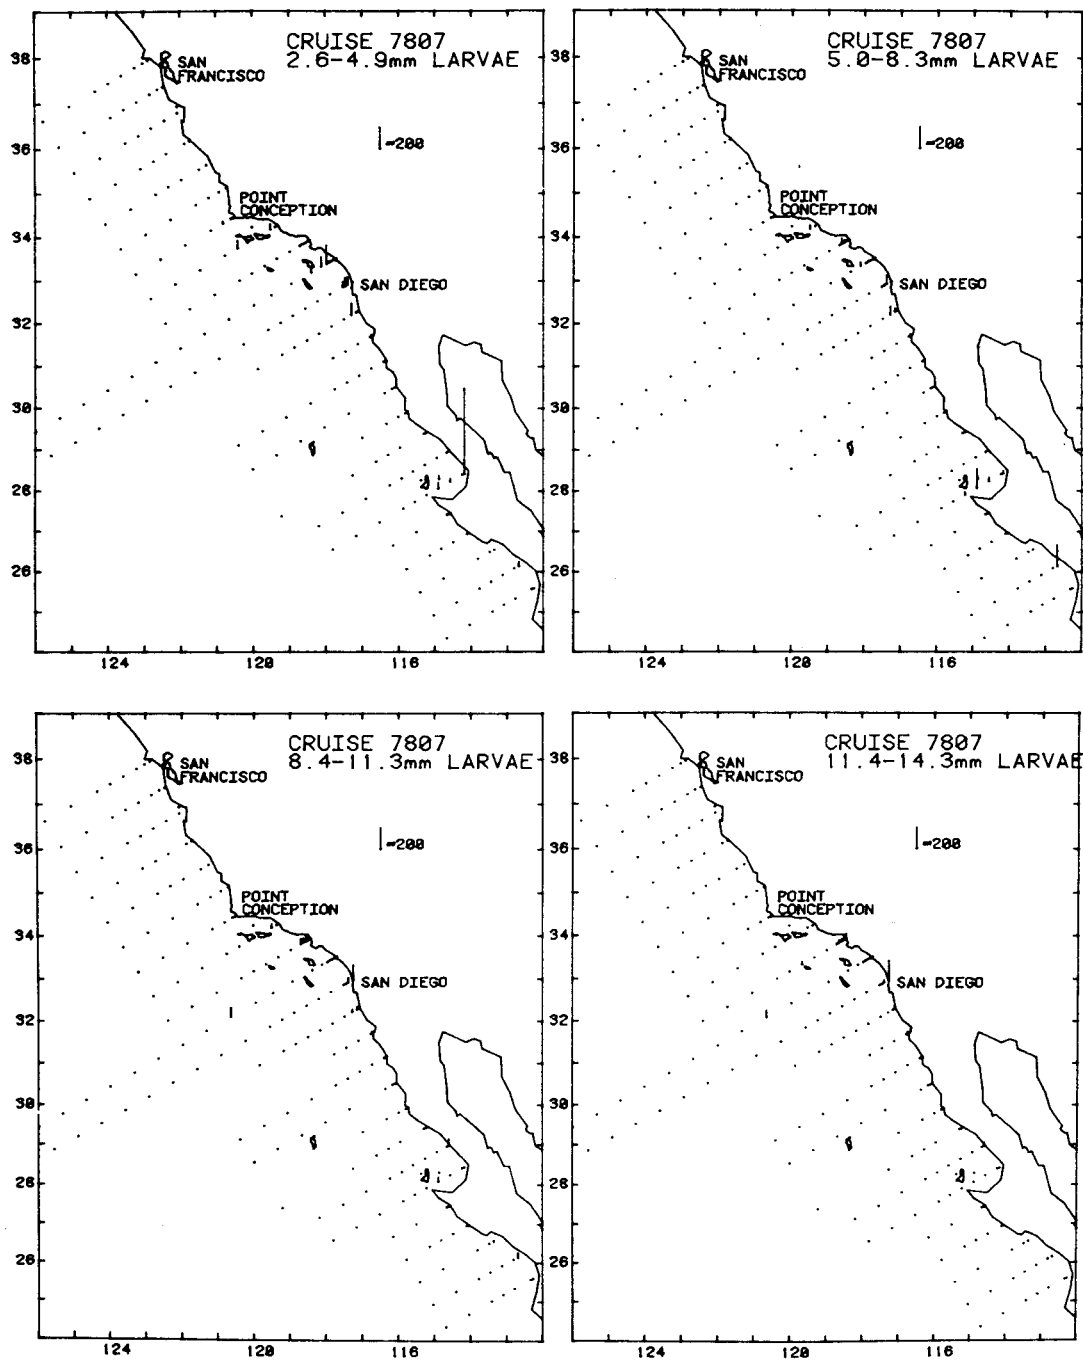 CRUISE 7807
2.6-4.9mm LARVAE
38
SAN
FRANCISCO
=200
36
POINT
CONCEPTION
34
SAN DIEGO
32
30
28
26
124 120 116
CRUISE 7807
5.0-8.3mm LARVAE
38
SAN
FRANCISCO
=200
36
POINT
CONCEPTION
34
SAN DIEGO
32
30
28
26
124 120 116
CRUISE 7807
8.4-11.3mm LARVAE
38
SAN
FRANCISCO
=200
36
POINT
CONCEPTION
34
SAN DIEGO
32
30
28
26
124 120 116
CRUISE 7807
11.4-14.3mm LARVAE
38
SAN
FRANCISCO
=200
36
POINT
CONCEPTION
34
SAN DIEGO
32
30
28
26
124 120 116